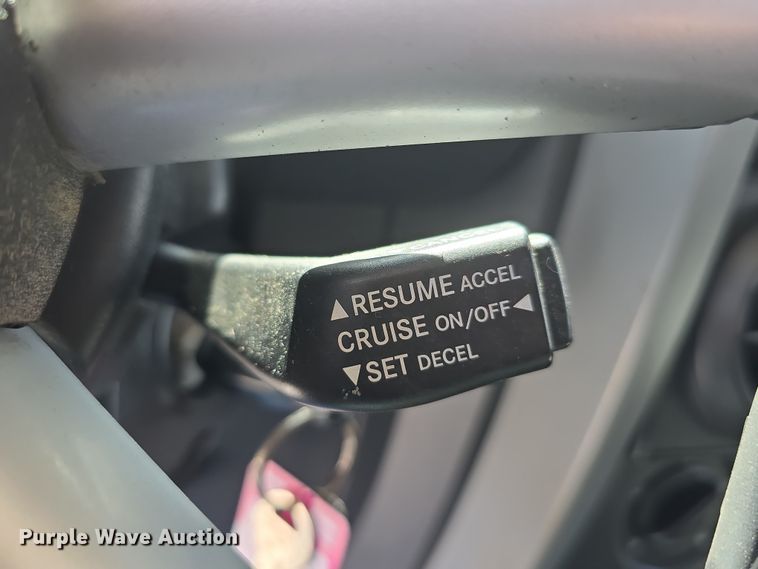 ▲RESUME ACCEL
CRUISE ON/OFF◀
▼SET DECEL
Purple Wave Auction